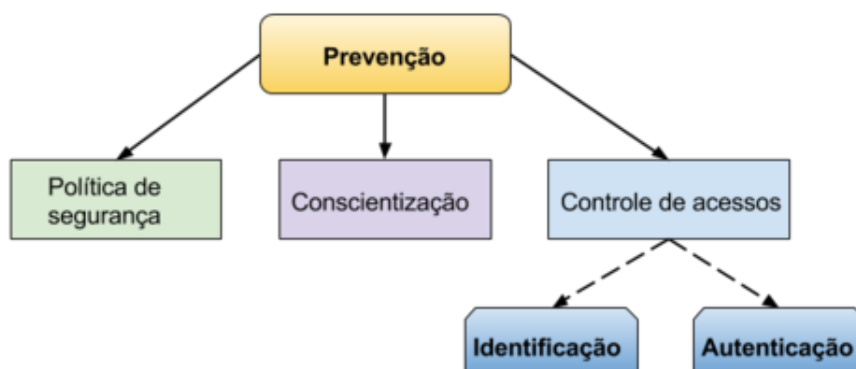 Prevenção
Política de
segurança
Conscientização
Controle de acessos
Identificação
Autenticação